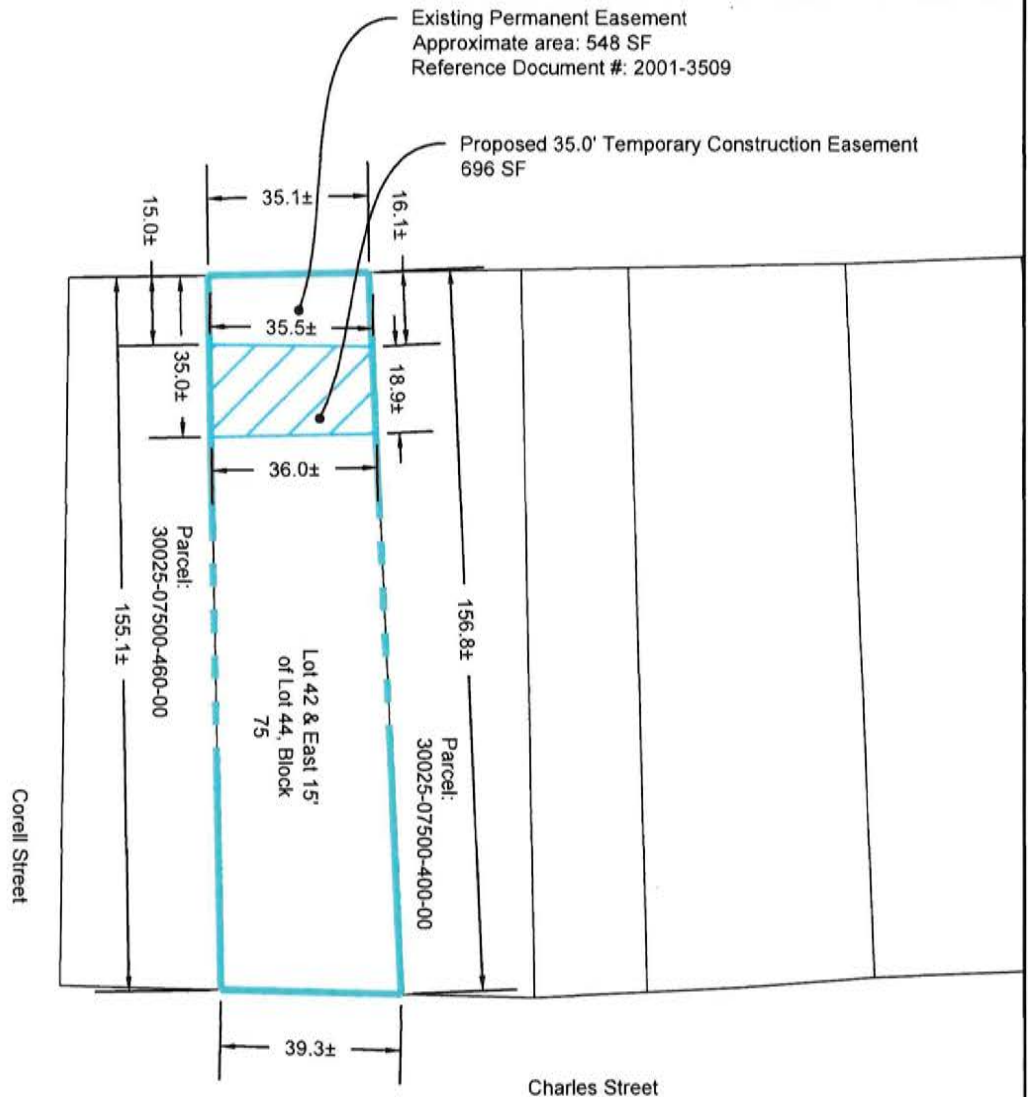 Existing Permanent Easement
Approximate area: 548 SF
Reference Document #: 2001-3509
Proposed 35.0' Temporary Construction Easement
696 SF
35.1±
15.0±
16.1±
35.5±
35.0±
18.9±
36.0±
Parcel:
30025-07500-460-00
155.1±
156.8±
Lot 42 & East 15'
of Lot 44, Block
75
Parcel:
30025-07500-400-00
Corell Street
39.3±
Charles Street